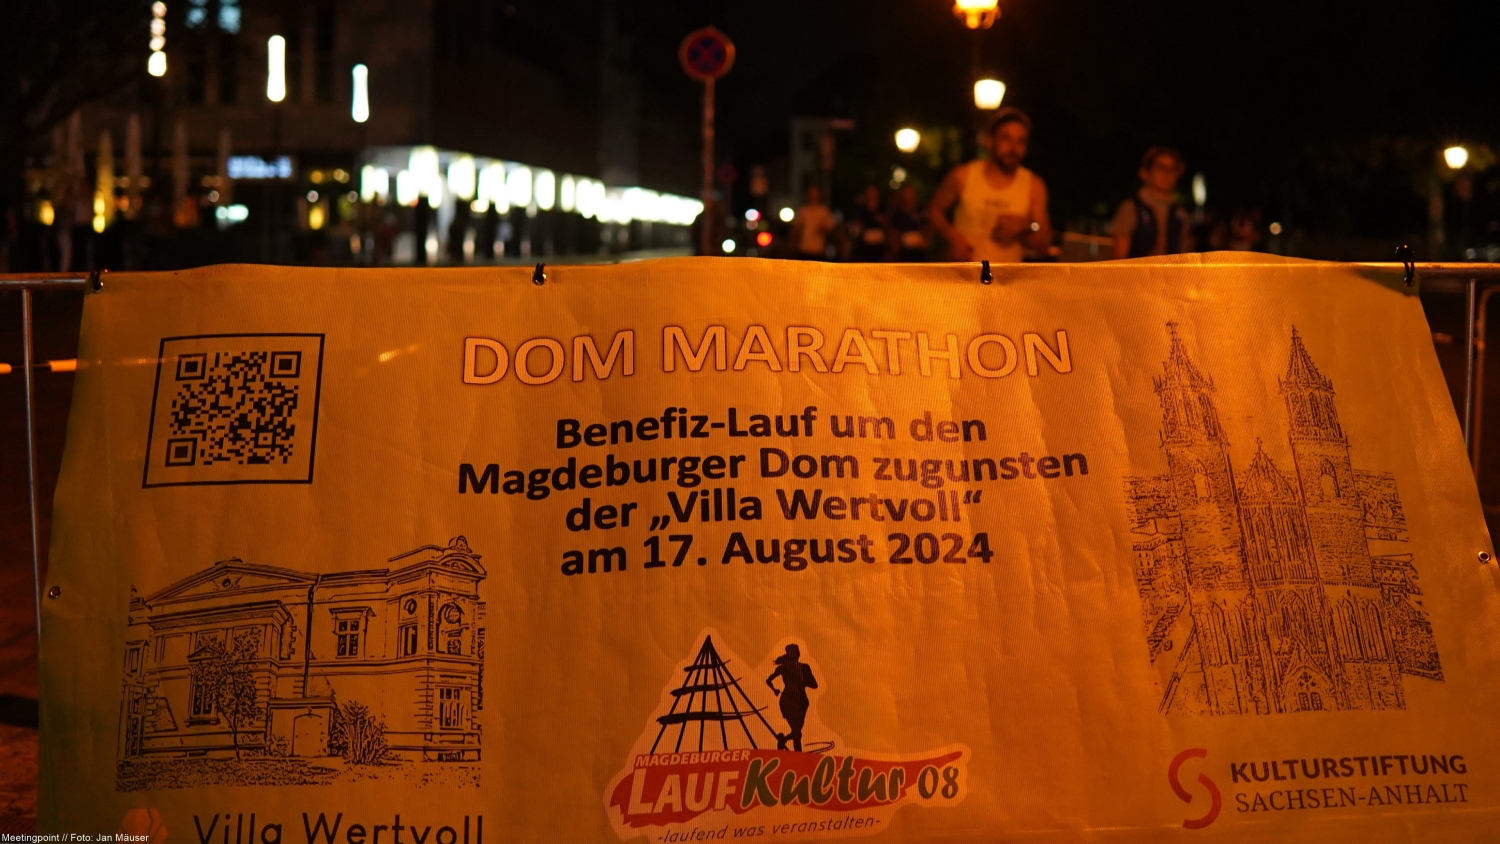 DOM MARATHON
Benefiz-Lauf um den
Magdeburger Dom zugunsten
der „Villa Wertvoll“
am 17. August 2024
MAGDEBURGER
LAUFKultur 08
-laufend was veranstalten-
Villa Wertvoll
KULTURSTIFTUNG
SACHSEN-ANHALT
Meetingpoint // Foto: Jan Mäuser